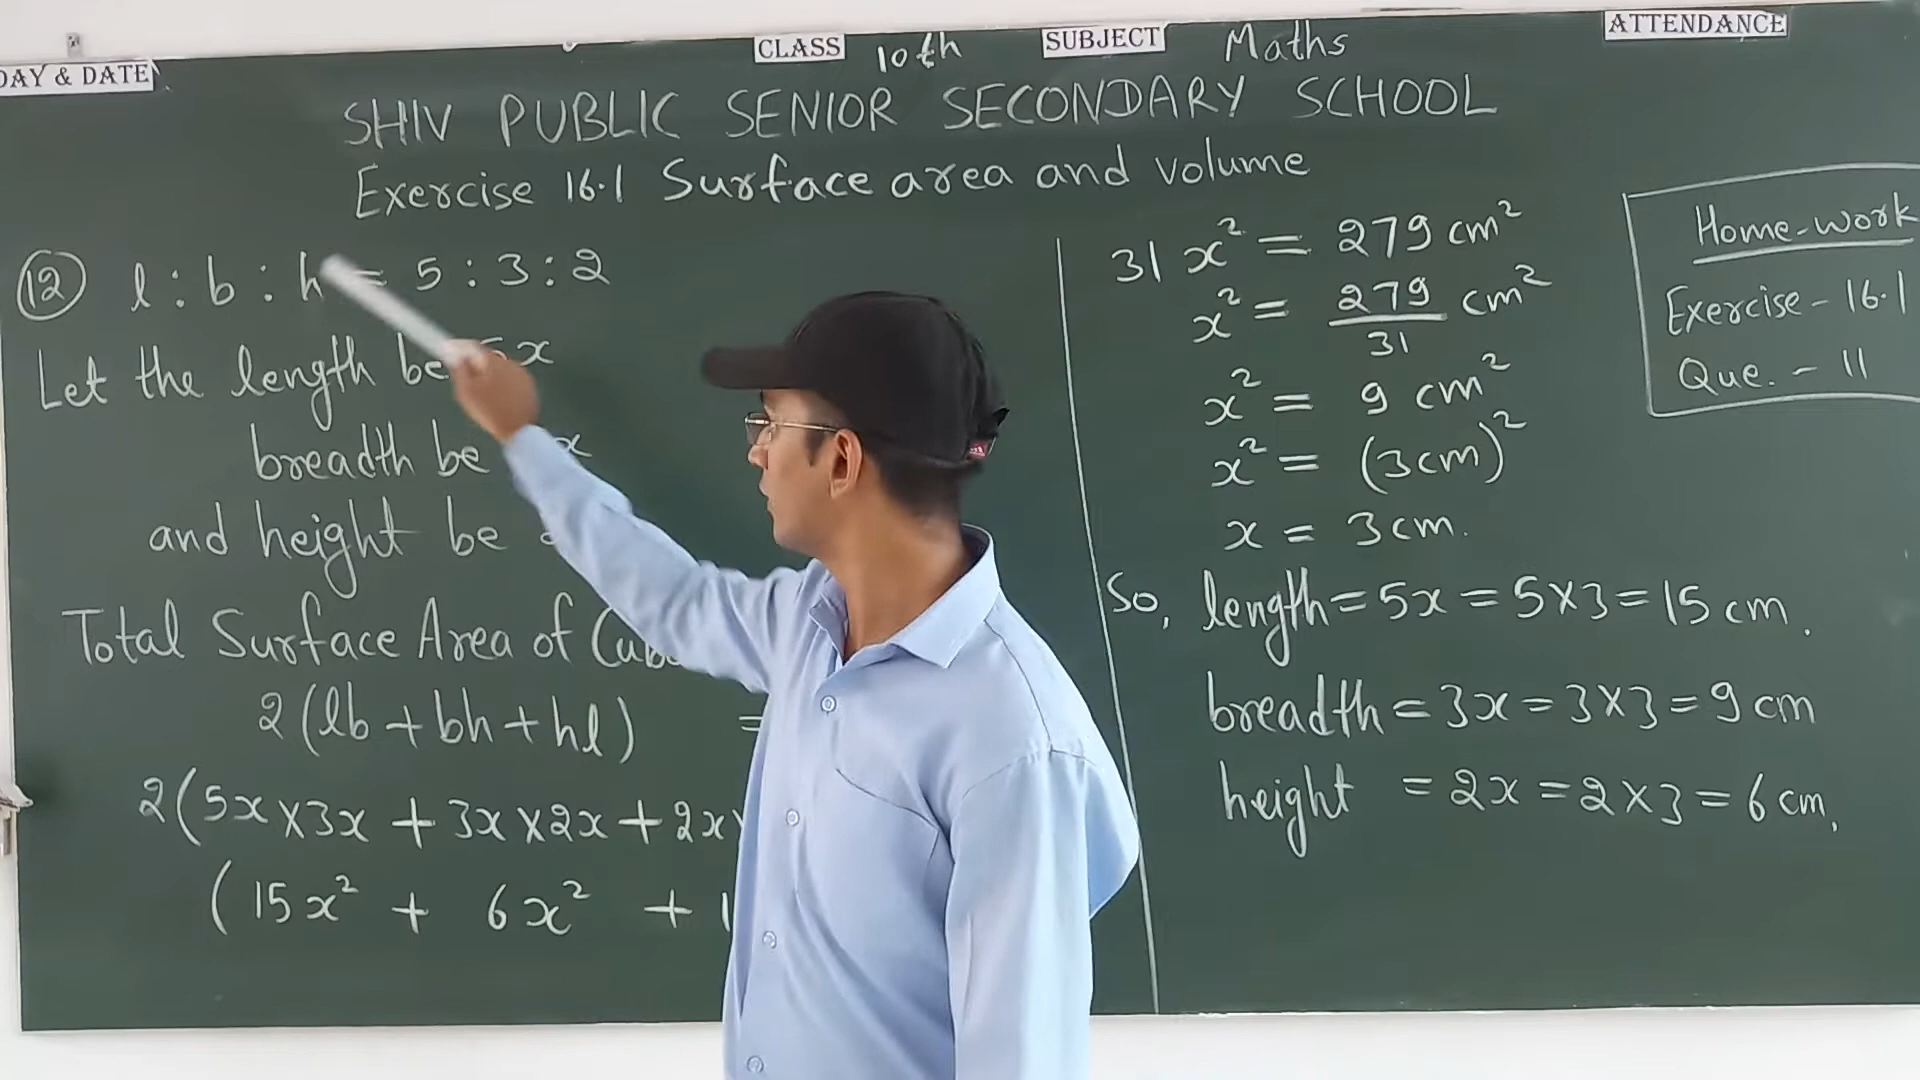 DAY & DATE
CLASS 10th SUBJECT Maths
ATTENDANCE
SHIV PUBLIC SENIOR SECONDARY SCHOOL
Exercise 16.1 Surface area and volume
12 l : b : h = 5 : 3 : 2
Let the length be 5x
breadth be x
and height be
Total Surface Area of
2(lb + bh + hl) =
2(5x×3x + 3x×2x + 2x
(15x² + 6x² + 1
31x² = 279 cm²
x² = 279/31 cm²
x² = 9 cm²
x² = (3cm)²
x = 3cm.
So, length = 5x = 5×3 = 15 cm.
breadth = 3x = 3×3 = 9 cm
height = 2x = 2×3 = 6 cm,
Home-work
Exercise - 16.1
Que. - 11